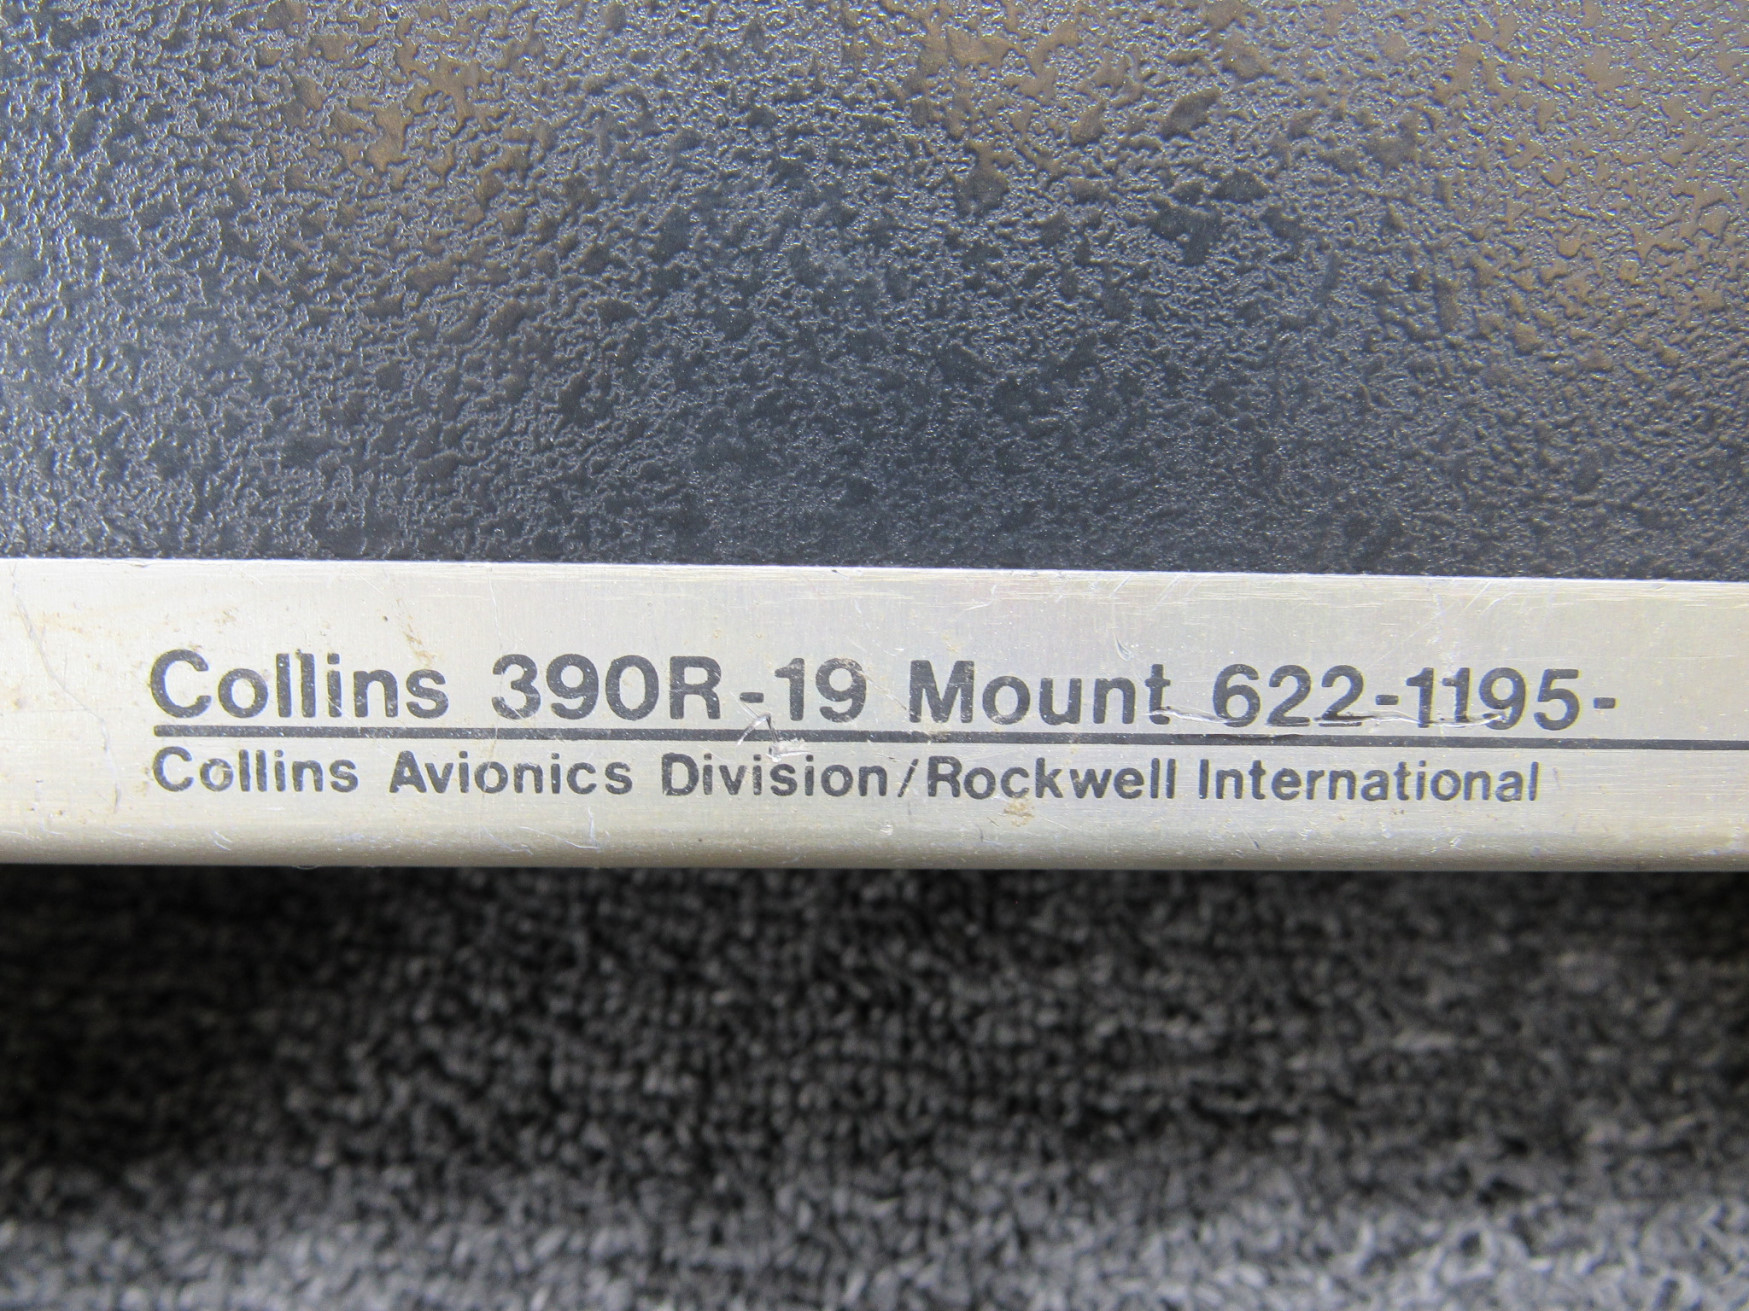 Collins 390R-19 Mount 622-1195-
Collins Avionics Division/Rockwell International